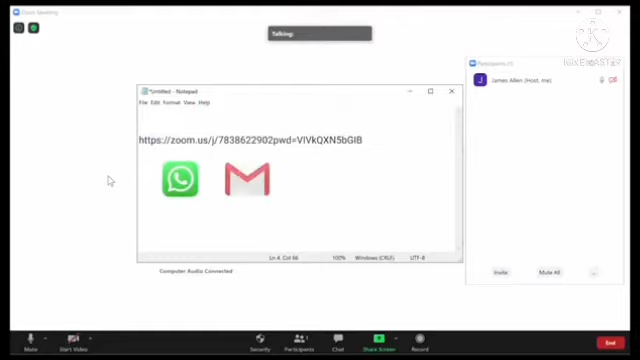 Zoom Meeting
KINEMASTER
Talking:
Participants (1)
James Allen (Host, me)
*Untitled - Notepad
File Edit Format View Help
https://zoom.us/j/7838622902pwd=VIVkQXN5bGIB
Ln 4, Col 66
100%
Windows (CRLF)
UTF-8
Computer Audio Connected
Invite
Mute All
...
Mute
Start Video
Security
Participants
Chat
Share Screen
Record
End